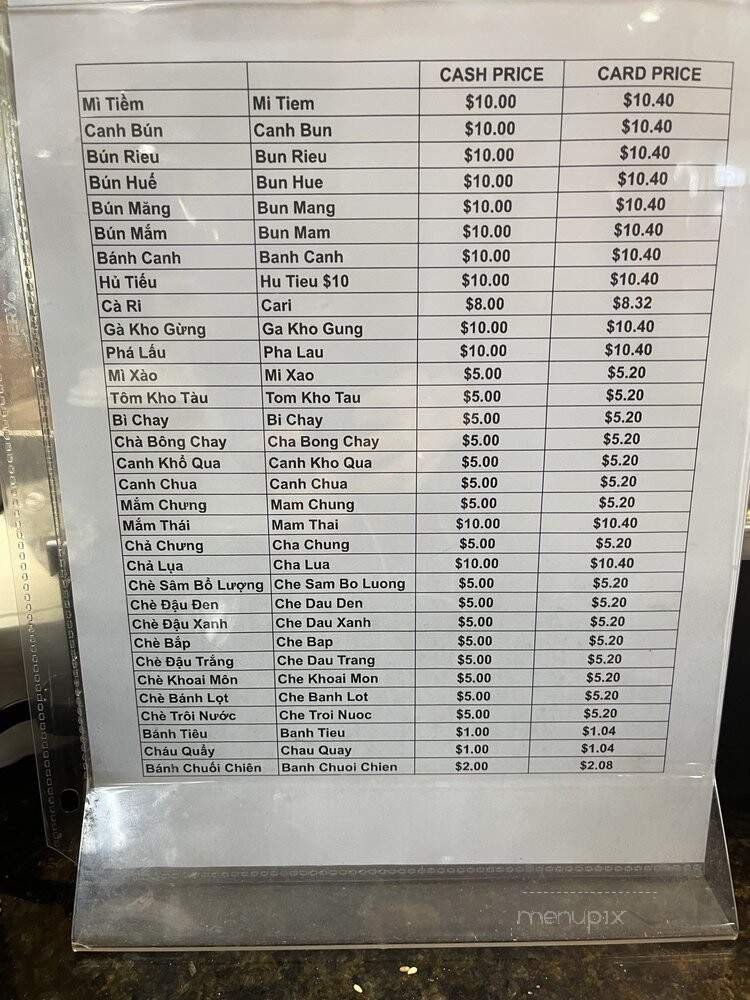 CASH PRICE CARD PRICE
Mì Tiềm Mi Tiem $10.00 $10.40
Canh Bún Canh Bun $10.00 $10.40
Bún Rieu Bun Rieu $10.00 $10.40
Bún Huế Bun Hue $10.00 $10.40
Bún Măng Bun Mang $10.00 $10.40
Bún Mắm Bun Mam $10.00 $10.40
Bánh Canh Banh Canh $10.00 $10.40
Hủ Tiếu Hu Tieu $10 $10.00 $10.40
Cà Ri Cari $8.00 $8.32
Gà Kho Gừng Ga Kho Gung $10.00 $10.40
Phá Lấu Pha Lau $10.00 $10.40
Mì Xào Mi Xao $5.00 $5.20
Tôm Kho Tàu Tom Kho Tau $5.00 $5.20
Bì Chay Bi Chay $5.00 $5.20
Chà Bông Chay Cha Bong Chay $5.00 $5.20
Canh Khổ Qua Canh Kho Qua $5.00 $5.20
Canh Chua Canh Chua $5.00 $5.20
Mắm Chưng Mam Chung $5.00 $5.20
Mắm Thái Mam Thai $10.00 $10.40
Chả Chưng Cha Chung $5.00 $5.20
Chả Lụa Cha Lua $10.00 $10.40
Chè Sâm Bổ Lượng Che Sam Bo Luong $5.00 $5.20
Chè Đậu Đen Che Dau Den $5.00 $5.20
Chè Đậu Xanh Che Dau Xanh $5.00 $5.20
Chè Bắp Che Bap $5.00 $5.20
Chè Đậu Trắng Che Dau Trang $5.00 $5.20
Chè Khoai Môn Che Khoai Mon $5.00 $5.20
Chè Bánh Lọt Che Banh Lot $5.00 $5.20
Chè Trôi Nước Che Troi Nuoc $5.00 $5.20
Bánh Tiêu Banh Tieu $1.00 $1.04
Cháu Quẩy Chau Quay $1.00 $1.04
Bánh Chuối Chiên Banh Chuoi Chien $2.00 $2.08
menupix